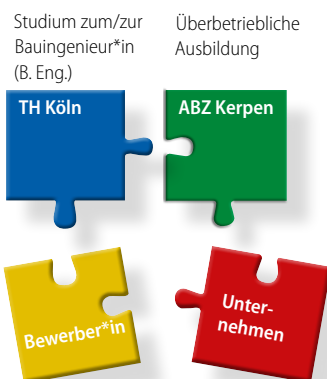 Studium zum/zur
Bauingenieur*in
(B. Eng.)
Überbetriebliche
Ausbildung
TH Köln
ABZ Kerpen
Bewerber*in
Unter-
nehmen